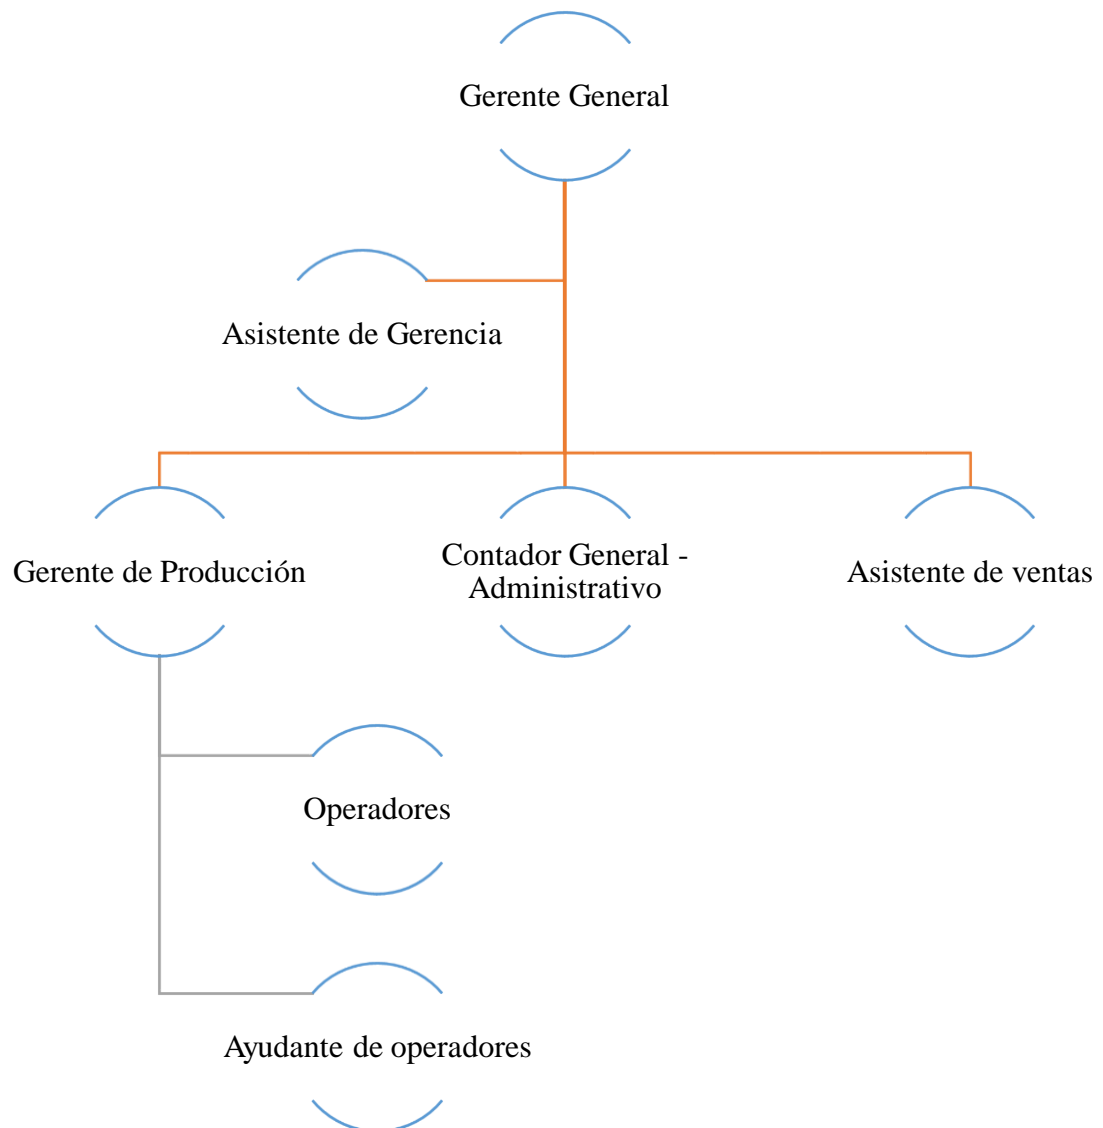 Gerente General
Asistente de Gerencia
Gerente de Producción
Contador General -
Administrativo
Asistente de ventas
Operadores
Ayudante de operadores